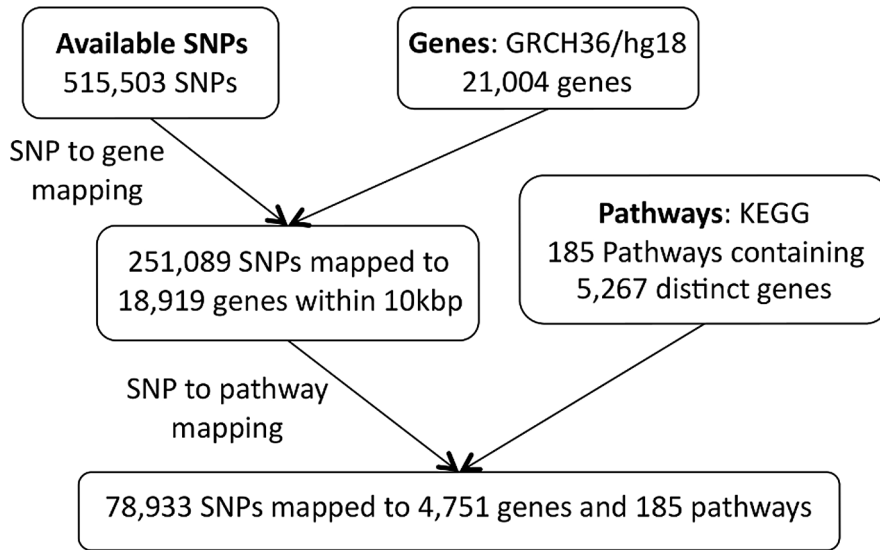 Available SNPs
515,503 SNPs
Genes: GRCH36/hg18
21,004 genes
SNP to gene
mapping
Pathways: KEGG
185 Pathways containing
5,267 distinct genes
251,089 SNPs mapped to
18,919 genes within 10kbp
SNP to pathway
mapping
78,933 SNPs mapped to 4,751 genes and 185 pathways